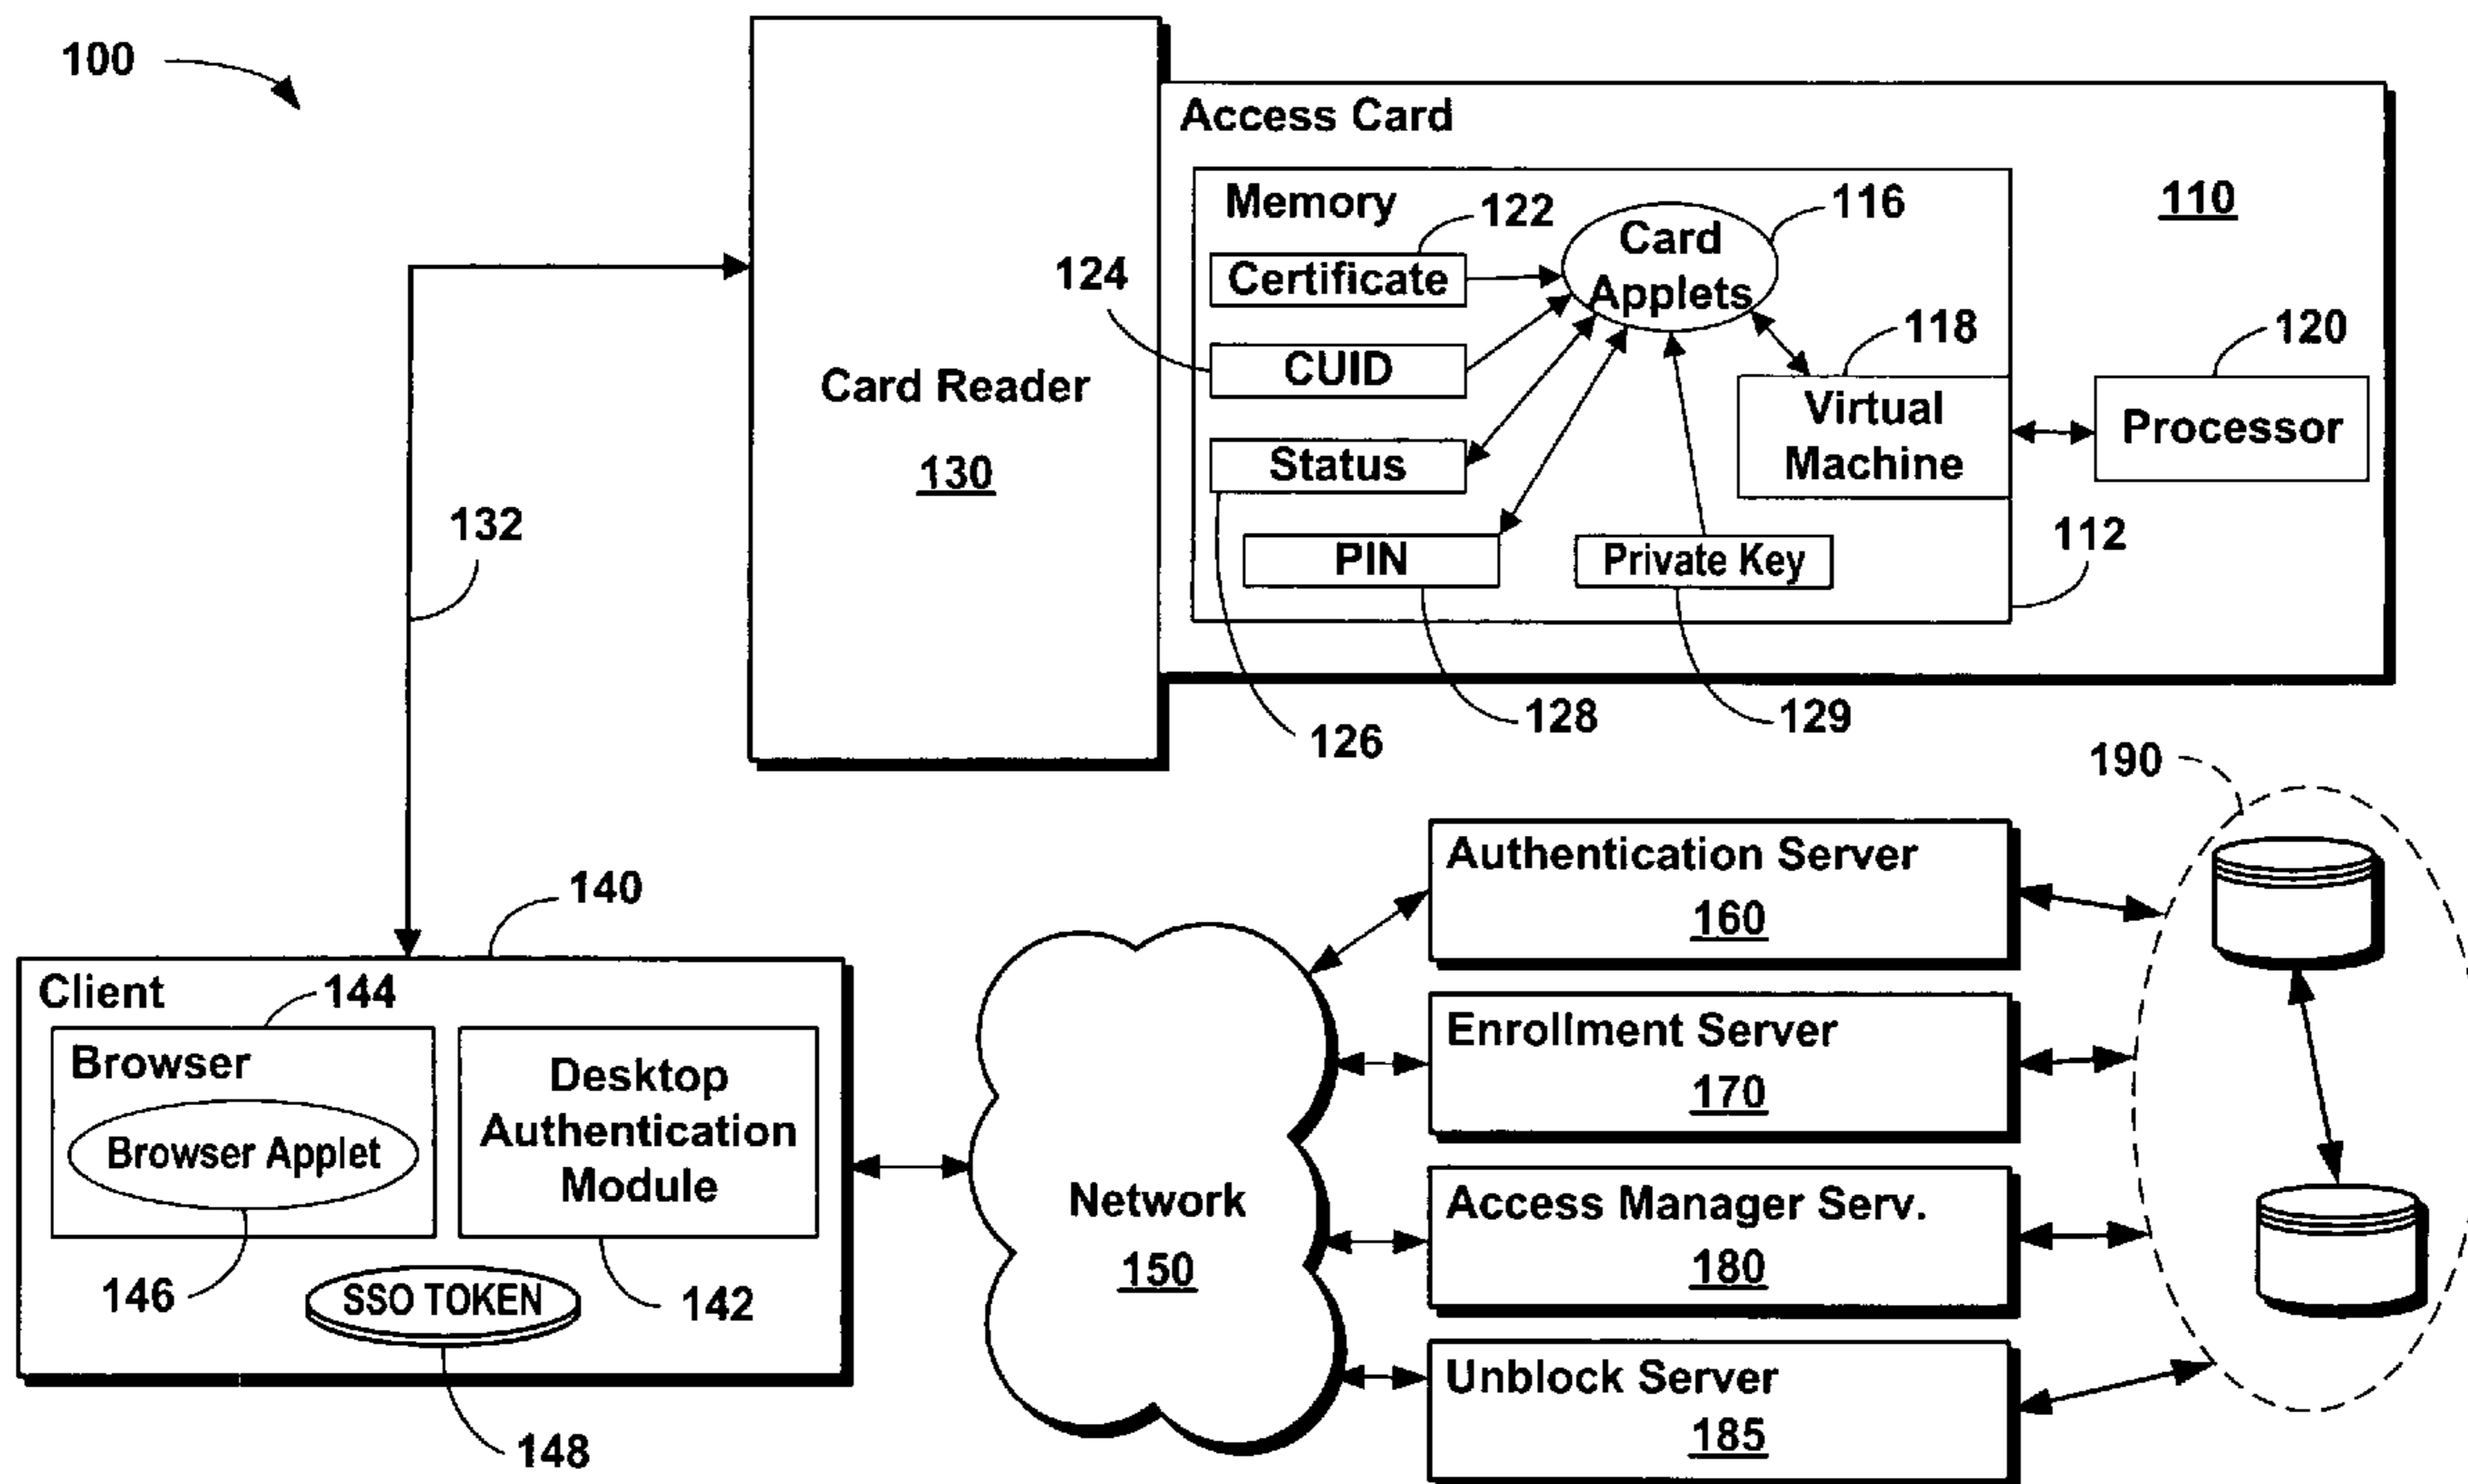 100
Access Card
110
Memory
122
116
Card
Applets
124
Certificate
118
120
CUID
Card Reader
130
Virtual
Machine
Processor
Status
132
112
PIN
Private Key
126
128
129
190
140
Authentication Server
160
Client
144
Browser
Browser Applet
Desktop
Authentication
Module
Enrollment Server
170
Network
150
Access Manager Serv.
180
146
SSO TOKEN
142
Unblock Server
185
148